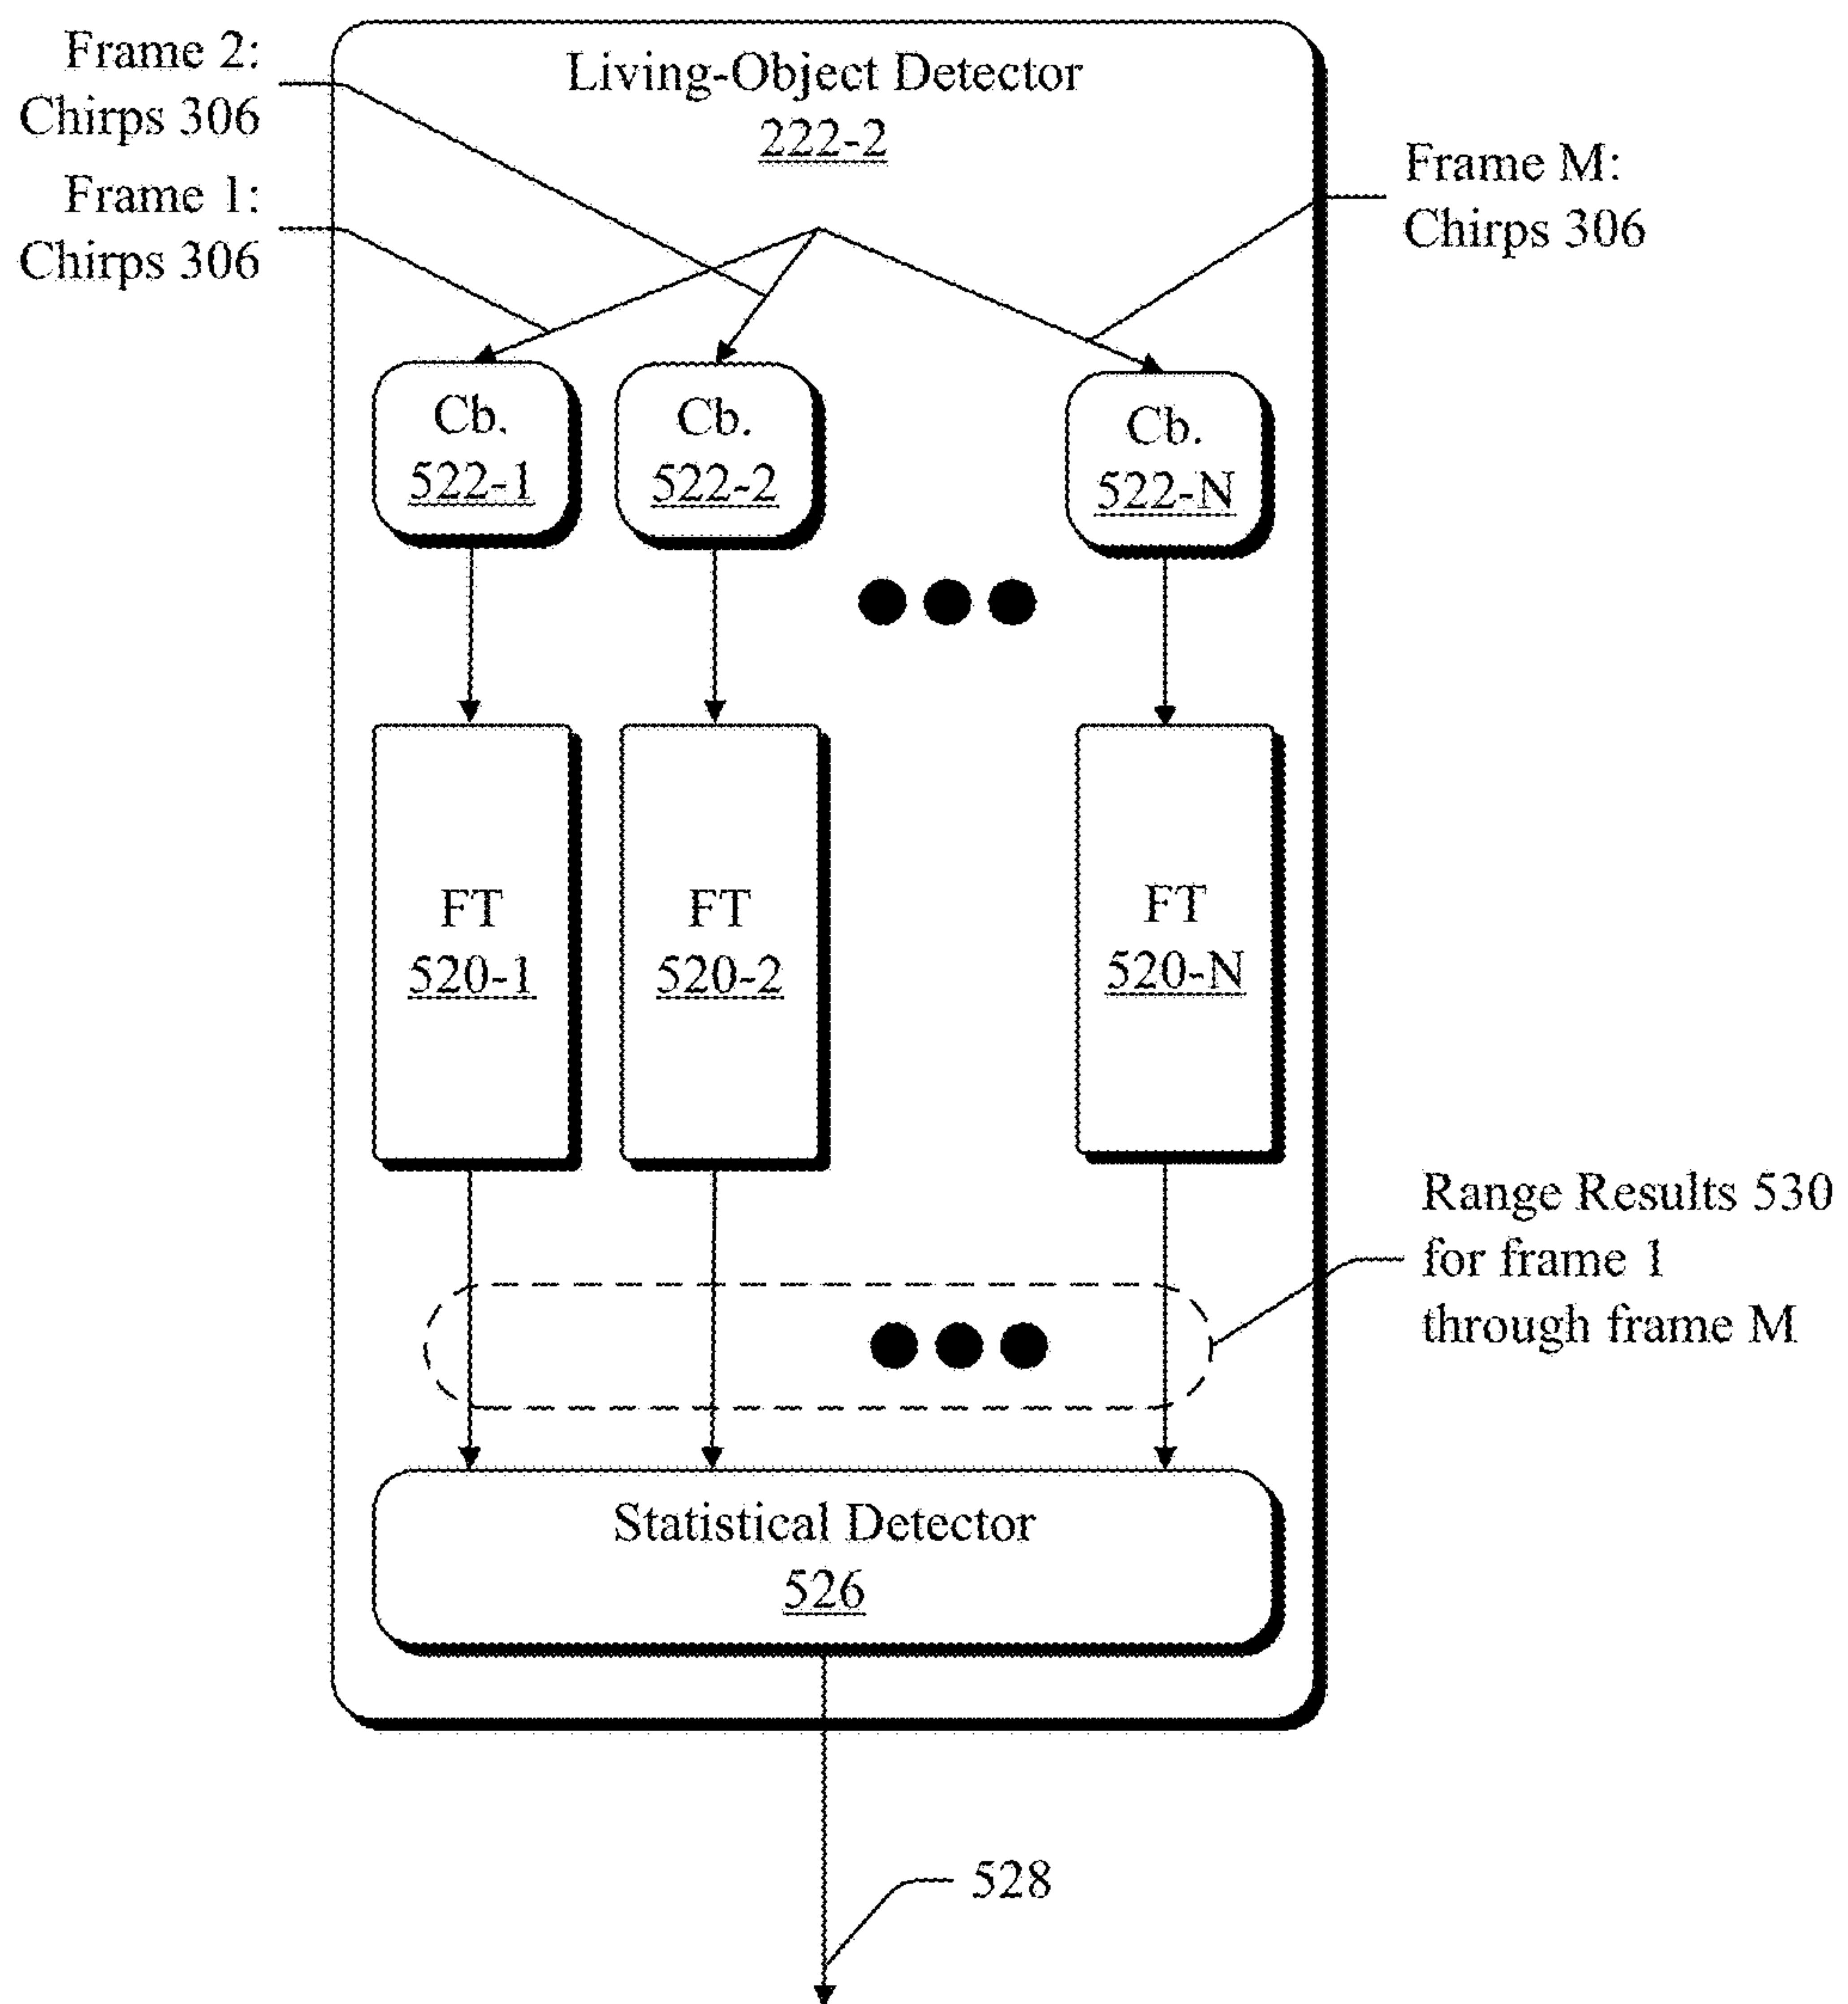 Frame 2:
Chirps 306
Frame 1:
Chirps 306
Living-Object Detector
222-2
Frame M:
Chirps 306
Cb.
522-1
Cb.
522-2
Cb.
522-N
FT
520-1
FT
520-2
FT
520-N
Range Results 530
for frame 1
through frame M
Statistical Detector
526
528